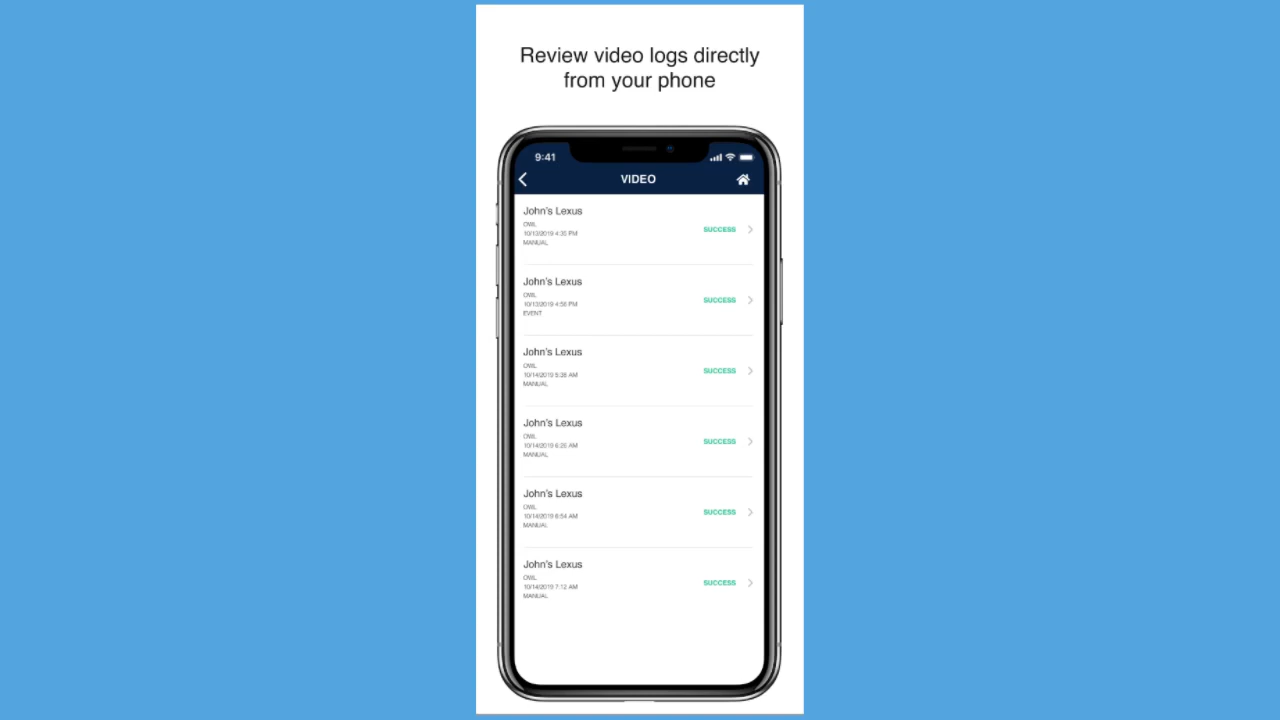 Review video logs directly
from your phone
9:41
VIDEO
John's Lexus
OWL
10/13/2019 4:35 PM
MANUAL
SUCCESS
John's Lexus
OWL
10/13/2019 4:56 PM
EVENT
SUCCESS
John's Lexus
OWL
10/14/2019 5:38 AM
MANUAL
SUCCESS
John's Lexus
OWL
10/14/2019 6:26 AM
MANUAL
SUCCESS
John's Lexus
OWL
10/14/2019 6:54 AM
MANUAL
SUCCESS
John's Lexus
OWL
10/14/2019 7:12 AM
MANUAL
SUCCESS